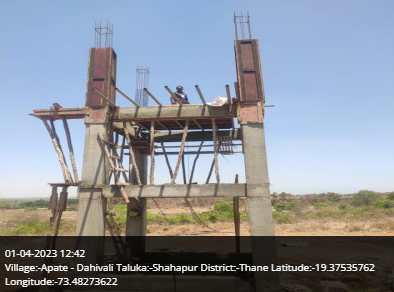 01-04-2023 12:42
Village:-Apate - Dahivali Taluka:-Shahapur District:-Thane Latitude:-19.37535762
Longitude:-73.48273622